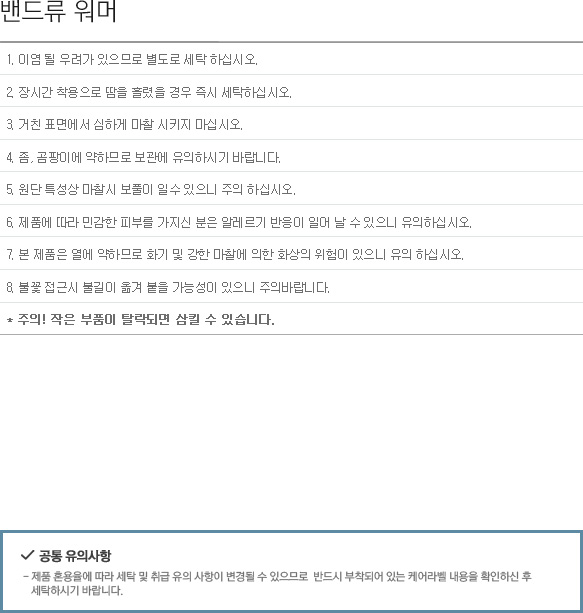 밴드류 워머
1. 이염 될 우려가 있으므로 별도로 세탁 하십시오.
2. 장시간 착용으로 땀을 흘렸을 경우 즉시 세탁하십시오.
3. 거친 표면에서 심하게 마찰 시키지 마십시오.
4. 좀, 곰팡이에 약하므로 보관에 유의하시기 바랍니다.
5. 원단 특성상 마찰시 보풀이 일수 있으니 주의 하십시오.
6. 제품에 따라 민감한 피부를 가지신 분은 알레르기 반응이 일어 날 수 있으니 유의하십시오.
7. 본 제품은 열에 약하므로 화기 및 강한 마찰에 의한 화상의 위험이 있으니 유의 하십시오.
8. 불꽃 접근시 불길이 옮겨 붙을 가능성이 있으니 주의바랍니다.
* 주의! 작은 부품이 탈락되면 삼킬 수 있습니다.
✓ 공통 유의사항
- 제품 혼용율에 따라 세탁 및 취급 유의 사항이 변경될 수 있으므로 반드시 부착되어 있는 케어라벨 내용을 확인하신 후
세탁하시기 바랍니다.